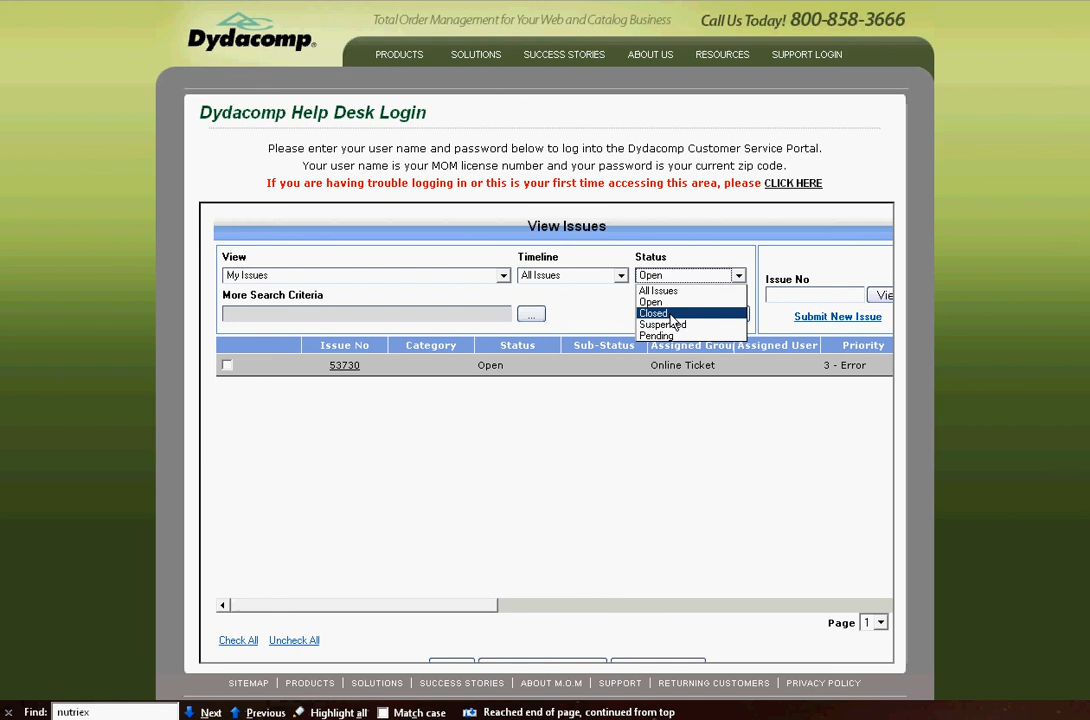 Dydacomp
Total Order Management for Your Web and Catalog Business
Call Us Today! 800-858-3666
PRODUCTS SOLUTIONS SUCCESS STORIES ABOUT US RESOURCES SUPPORT LOGIN
Dydacomp Help Desk Login
Please enter your user name and password below to log into the Dydacomp Customer Service Portal.
Your user name is your MOM license number and your password is your current zip code.
If you are having trouble logging in or this is your first time accessing this area, please CLICK HERE
View Issues
View Timeline Status
My Issues All Issues Open
Issue No
All Issues
Open
Closed
Suspended
Pending
More Search Criteria
...
Vie
Submit New Issue
Issue No Category Status Sub-Status Assigned Grou Assigned User Priority
53730 Open Online Ticket 3 - Error
Page 1
Check All Uncheck All
SITEMAP | PRODUCTS | SOLUTIONS | SUCCESS STORIES | ABOUT M.O.M | SUPPORT | RETURNING CUSTOMERS | PRIVACY POLICY
Find: nutriex Next Previous Highlight all Match case Reached end of page, continued from top